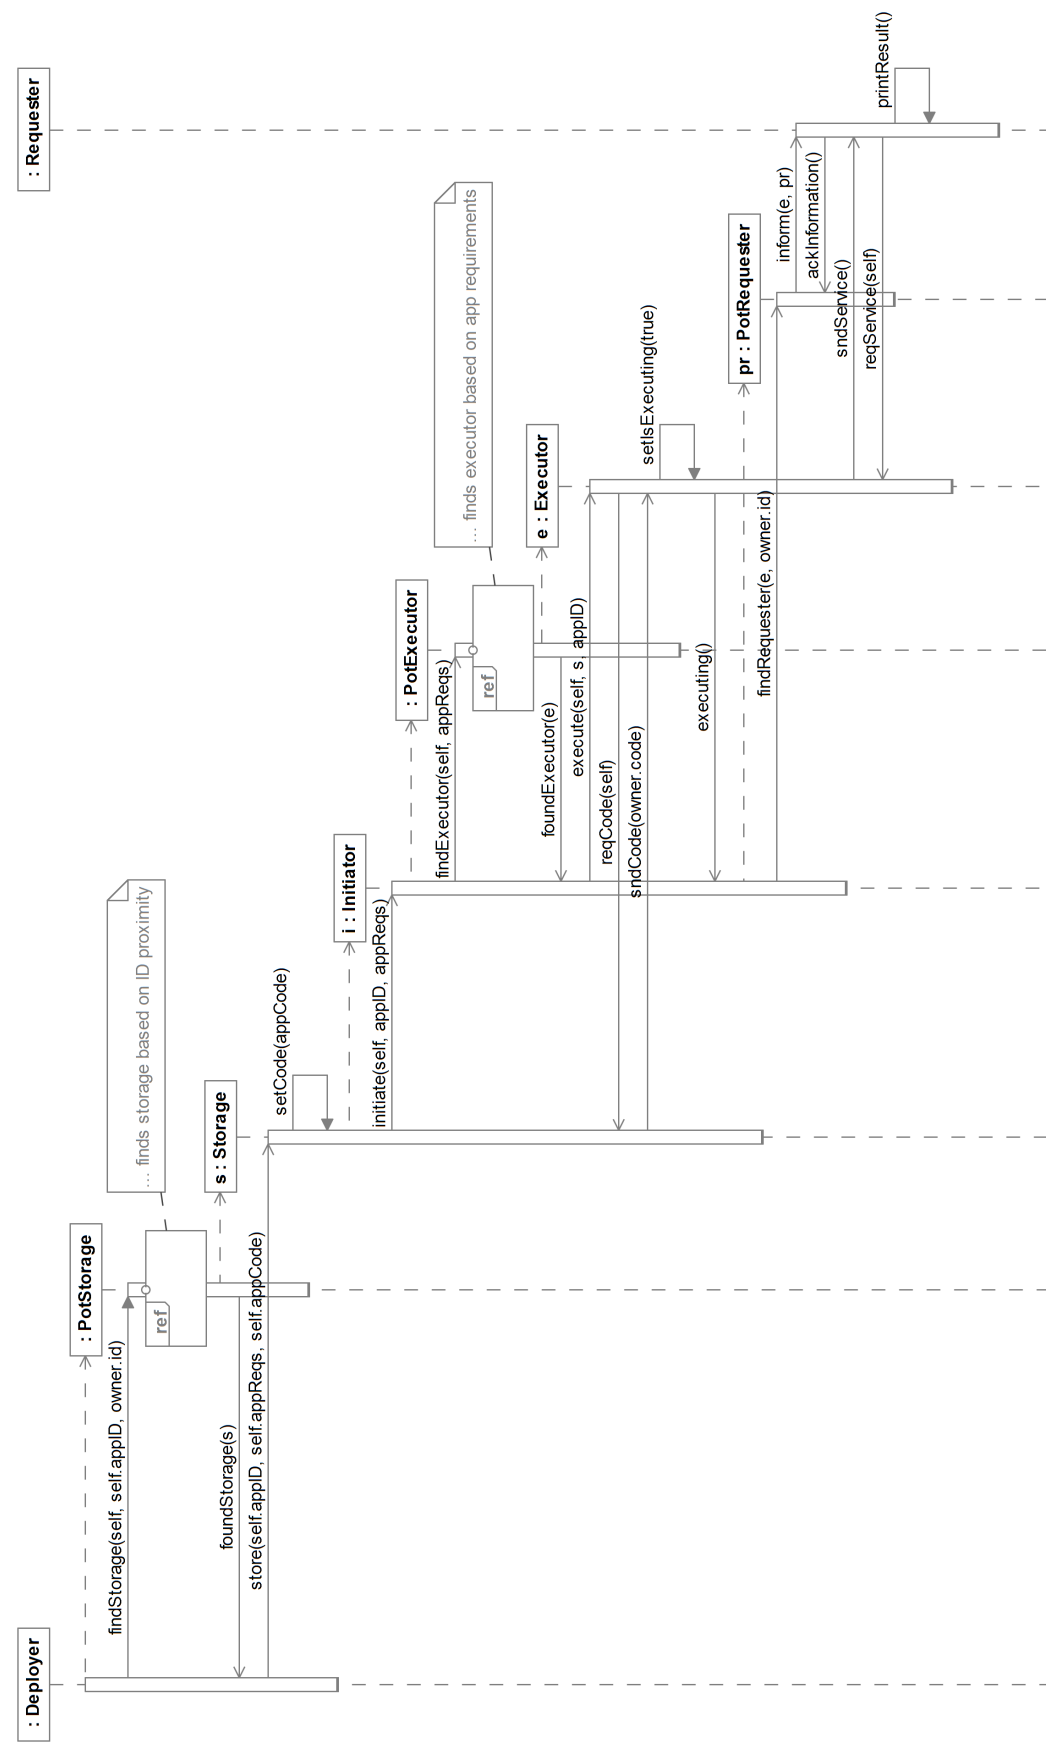 : Deployer
: PotStorage
s : Storage
i : Initiator
: PotExecutor
e : Executor
pr : PotRequester
: Requester
findStorage(self, self.appID, owner.id)
ref
... finds storage based on ID proximity
foundStorage(s)
store(self.appID, self.appReqs, self.appCode)
setCode(appCode)
initiate(self, appID, appReqs)
findExecutor(self, appReqs)
ref
... finds executor based on app requirements
foundExecutor(e)
execute(self, s, appID)
reqCode(self)
sndCode(owner.code)
setIsExecuting(true)
executing()
findRequester(e, owner.id)
inform(e, pr)
ackInformation()
sndService()
reqService(self)
printResult()